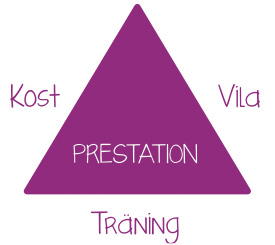 Kost
Vila
PRESTATION
Träning